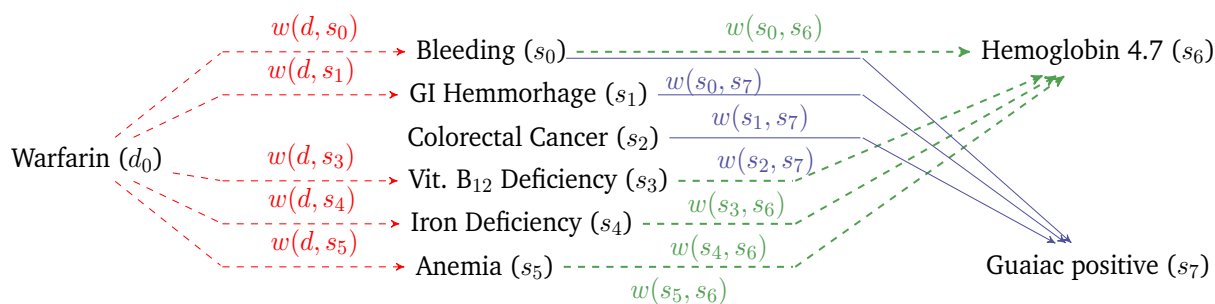 w(d, s₀)
w(s₀, s₆)
Bleeding (s₀)
Hemoglobin 4.7 (s₆)
w(d, s₁)
w(s₀, s₇)
GI Hemmorhage (s₁)
w(s₁, s₇)
Colorectal Cancer (s₂)
Warfarin (d₀)
w(d, s₃)
w(s₂, s₇)
Vit. B₁₂ Deficiency (s₃)
w(d, s₄)
w(s₃, s₆)
Iron Deficiency (s₄)
w(d, s₅)
w(s₄, s₆)
Anemia (s₅)
Guaiac positive (s₇)
w(s₅, s₆)